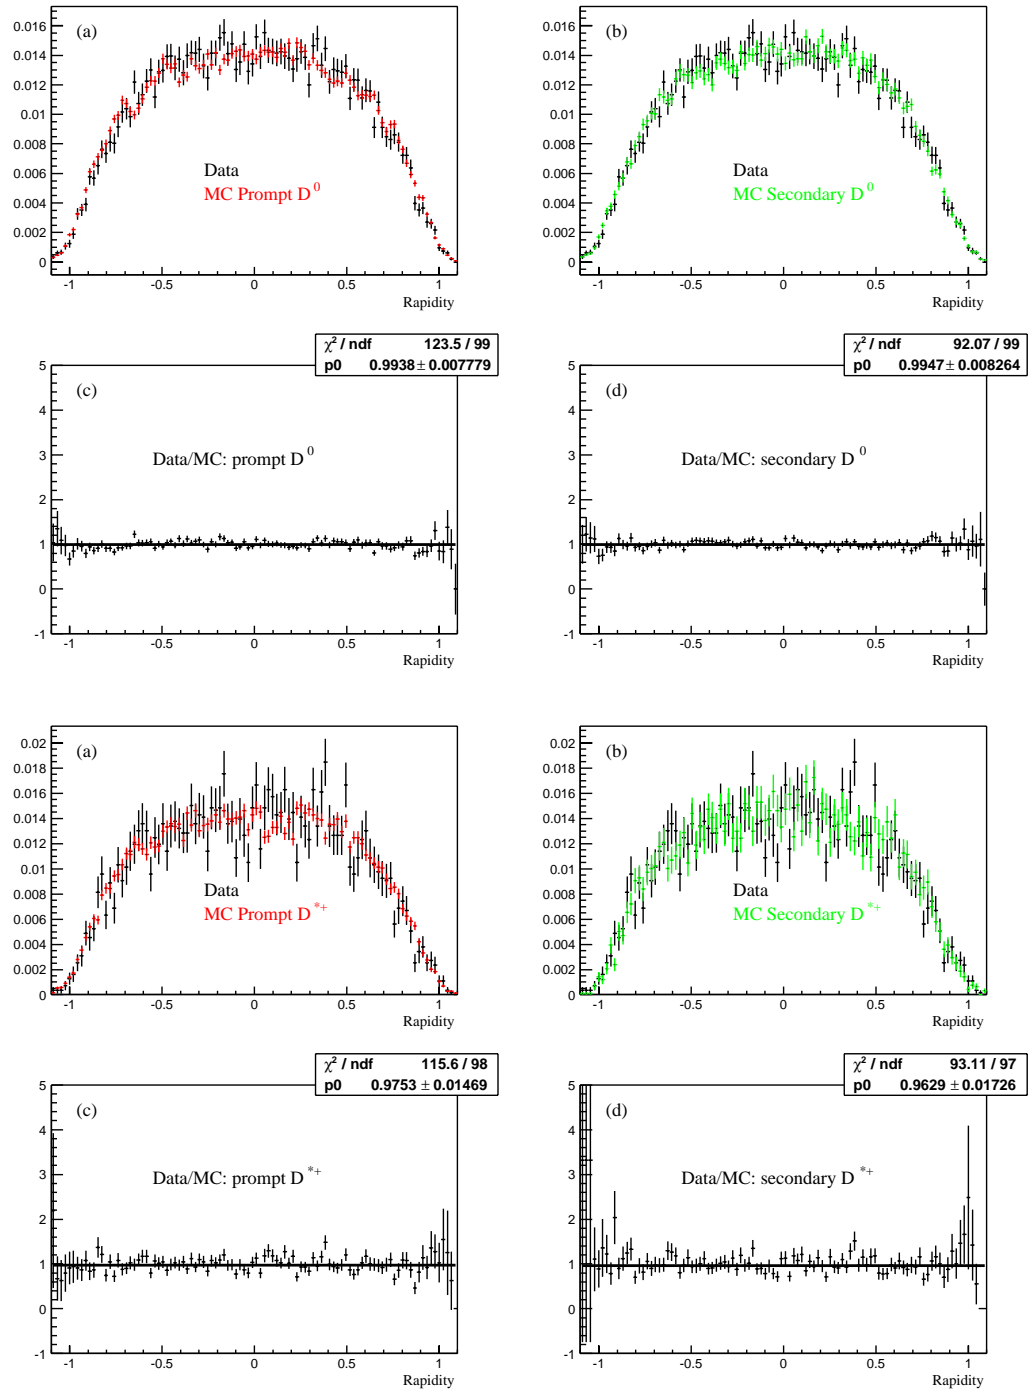 0.016
0.014
0.012
0.01
0.008
0.006
0.004
0.002
0
(a)
Data
MC Prompt D^0
-1 -0.5 0 0.5 1
Rapidity
0.016
0.014
0.012
0.01
0.008
0.006
0.004
0.002
0
(b)
Data
MC Secondary D^0
-1 -0.5 0 0.5 1
Rapidity
χ² / ndf 123.5 / 99
p0 0.9938 ± 0.007779
5
4
3
2
1
0
-1
(c)
Data/MC: prompt D^0
-1 -0.5 0 0.5 1
Rapidity
χ² / ndf 92.07 / 99
p0 0.9947 ± 0.008264
5
4
3
2
1
0
-1
(d)
Data/MC: secondary D^0
-1 -0.5 0 0.5 1
Rapidity
0.02
0.018
0.016
0.014
0.012
0.01
0.008
0.006
0.004
0.002
0
(a)
Data
MC Prompt D^*+
-1 -0.5 0 0.5 1
Rapidity
0.02
0.018
0.016
0.014
0.012
0.01
0.008
0.006
0.004
0.002
0
(b)
Data
MC Secondary D^*+
-1 -0.5 0 0.5 1
Rapidity
χ² / ndf 115.6 / 98
p0 0.9753 ± 0.01469
5
4
3
2
1
0
-1
(c)
Data/MC: prompt D^*+
-1 -0.5 0 0.5 1
Rapidity
χ² / ndf 93.11 / 97
p0 0.9629 ± 0.01726
5
4
3
2
1
0
-1
(d)
Data/MC: secondary D^*+
-1 -0.5 0 0.5 1
Rapidity